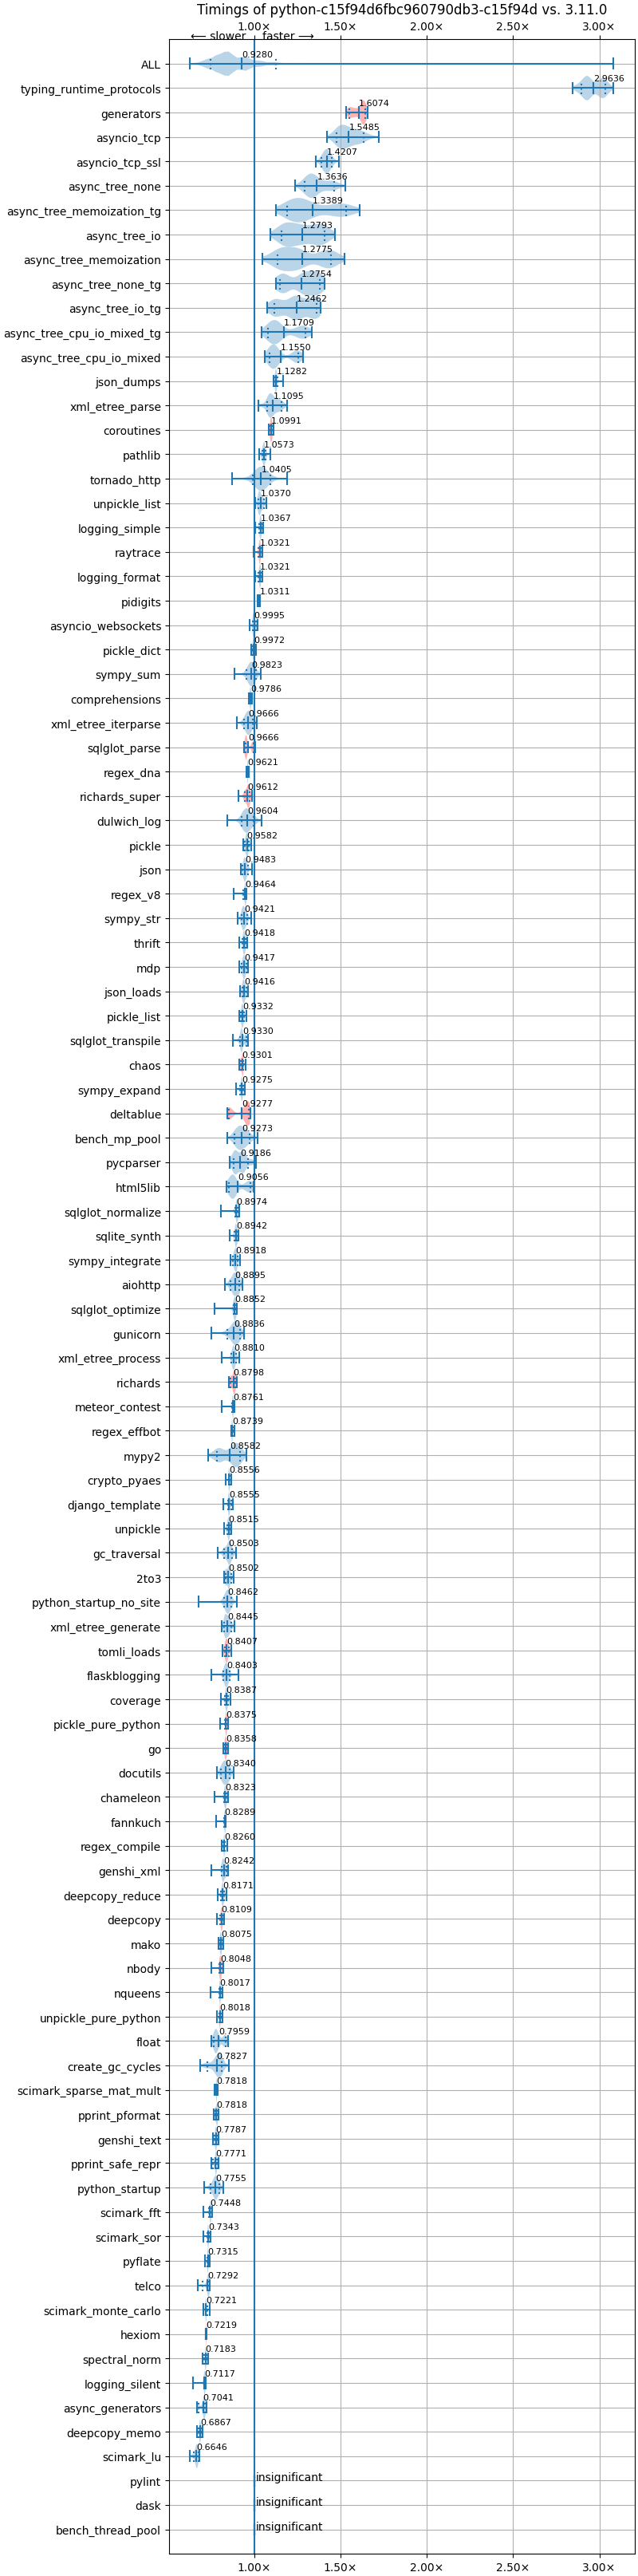 Timings of python-c15f94d6fbc960790db3-c15f94d vs. 3.11.0
1.00× 1.50× 2.00× 2.50× 3.00×
⟵ slower faster ⟶
ALL 0.9280
typing_runtime_protocols 2.9636
generators 1.6074
asyncio_tcp 1.5485
asyncio_tcp_ssl 1.4207
async_tree_none 1.3636
async_tree_memoization_tg 1.3389
async_tree_io 1.2793
async_tree_memoization 1.2775
async_tree_none_tg 1.2754
async_tree_io_tg 1.2462
async_tree_cpu_io_mixed_tg 1.1709
async_tree_cpu_io_mixed 1.1550
json_dumps 1.1282
xml_etree_parse 1.1095
coroutines 1.0991
pathlib 1.0573
tornado_http 1.0405
unpickle_list 1.0370
logging_simple 1.0367
raytrace 1.0321
logging_format 1.0321
pidigits 1.0311
asyncio_websockets 0.9995
pickle_dict 0.9972
sympy_sum 0.9823
comprehensions 0.9786
xml_etree_iterparse 0.9666
sqlglot_parse 0.9666
regex_dna 0.9621
richards_super 0.9612
dulwich_log 0.9604
pickle 0.9582
json 0.9483
regex_v8 0.9464
sympy_str 0.9421
thrift 0.9418
mdp 0.9417
json_loads 0.9416
pickle_list 0.9332
sqlglot_transpile 0.9330
chaos 0.9301
sympy_expand 0.9275
deltablue 0.9277
bench_mp_pool 0.9273
pycparser 0.9186
html5lib 0.9056
sqlglot_normalize 0.8974
sqlite_synth 0.8942
sympy_integrate 0.8918
aiohttp 0.8895
sqlglot_optimize 0.8852
gunicorn 0.8836
xml_etree_process 0.8810
richards 0.8798
meteor_contest 0.8761
regex_effbot 0.8739
mypy2 0.8582
crypto_pyaes 0.8556
django_template 0.8555
unpickle 0.8515
gc_traversal 0.8503
2to3 0.8502
python_startup_no_site 0.8462
xml_etree_generate 0.8445
tomli_loads 0.8407
flaskblogging 0.8403
coverage 0.8387
pickle_pure_python 0.8375
go 0.8358
docutils 0.8340
chameleon 0.8323
fannkuch 0.8289
regex_compile 0.8260
genshi_xml 0.8242
deepcopy_reduce 0.8171
deepcopy 0.8109
mako 0.8075
nbody 0.8048
nqueens 0.8017
unpickle_pure_python 0.8018
float 0.7959
create_gc_cycles 0.7827
scimark_sparse_mat_mult 0.7818
pprint_pformat 0.7818
genshi_text 0.7787
pprint_safe_repr 0.7771
python_startup 0.7755
scimark_fft 0.7448
scimark_sor 0.7343
pyflate 0.7315
telco 0.7292
scimark_monte_carlo 0.7221
hexiom 0.7219
spectral_norm 0.7183
logging_silent 0.7117
async_generators 0.7041
deepcopy_memo 0.6867
scimark_lu 0.6646
pylint insignificant
dask insignificant
bench_thread_pool insignificant
1.00× 1.50× 2.00× 2.50× 3.00×